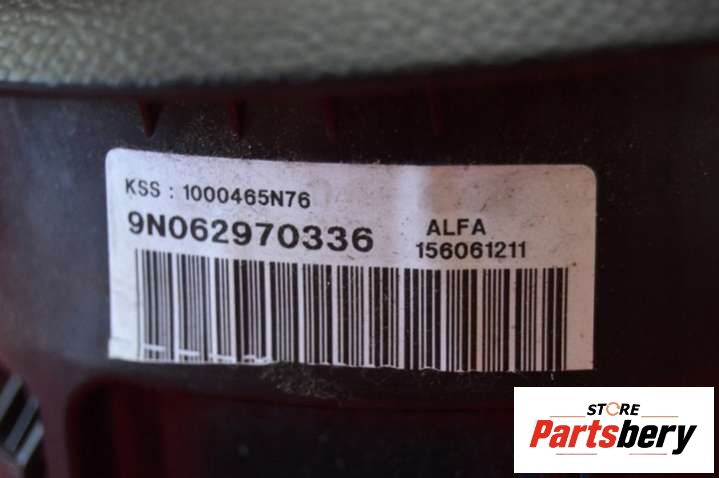 KSS : 1000465N76
9N062970336
ALFA
156061211
STORE
Partsbery